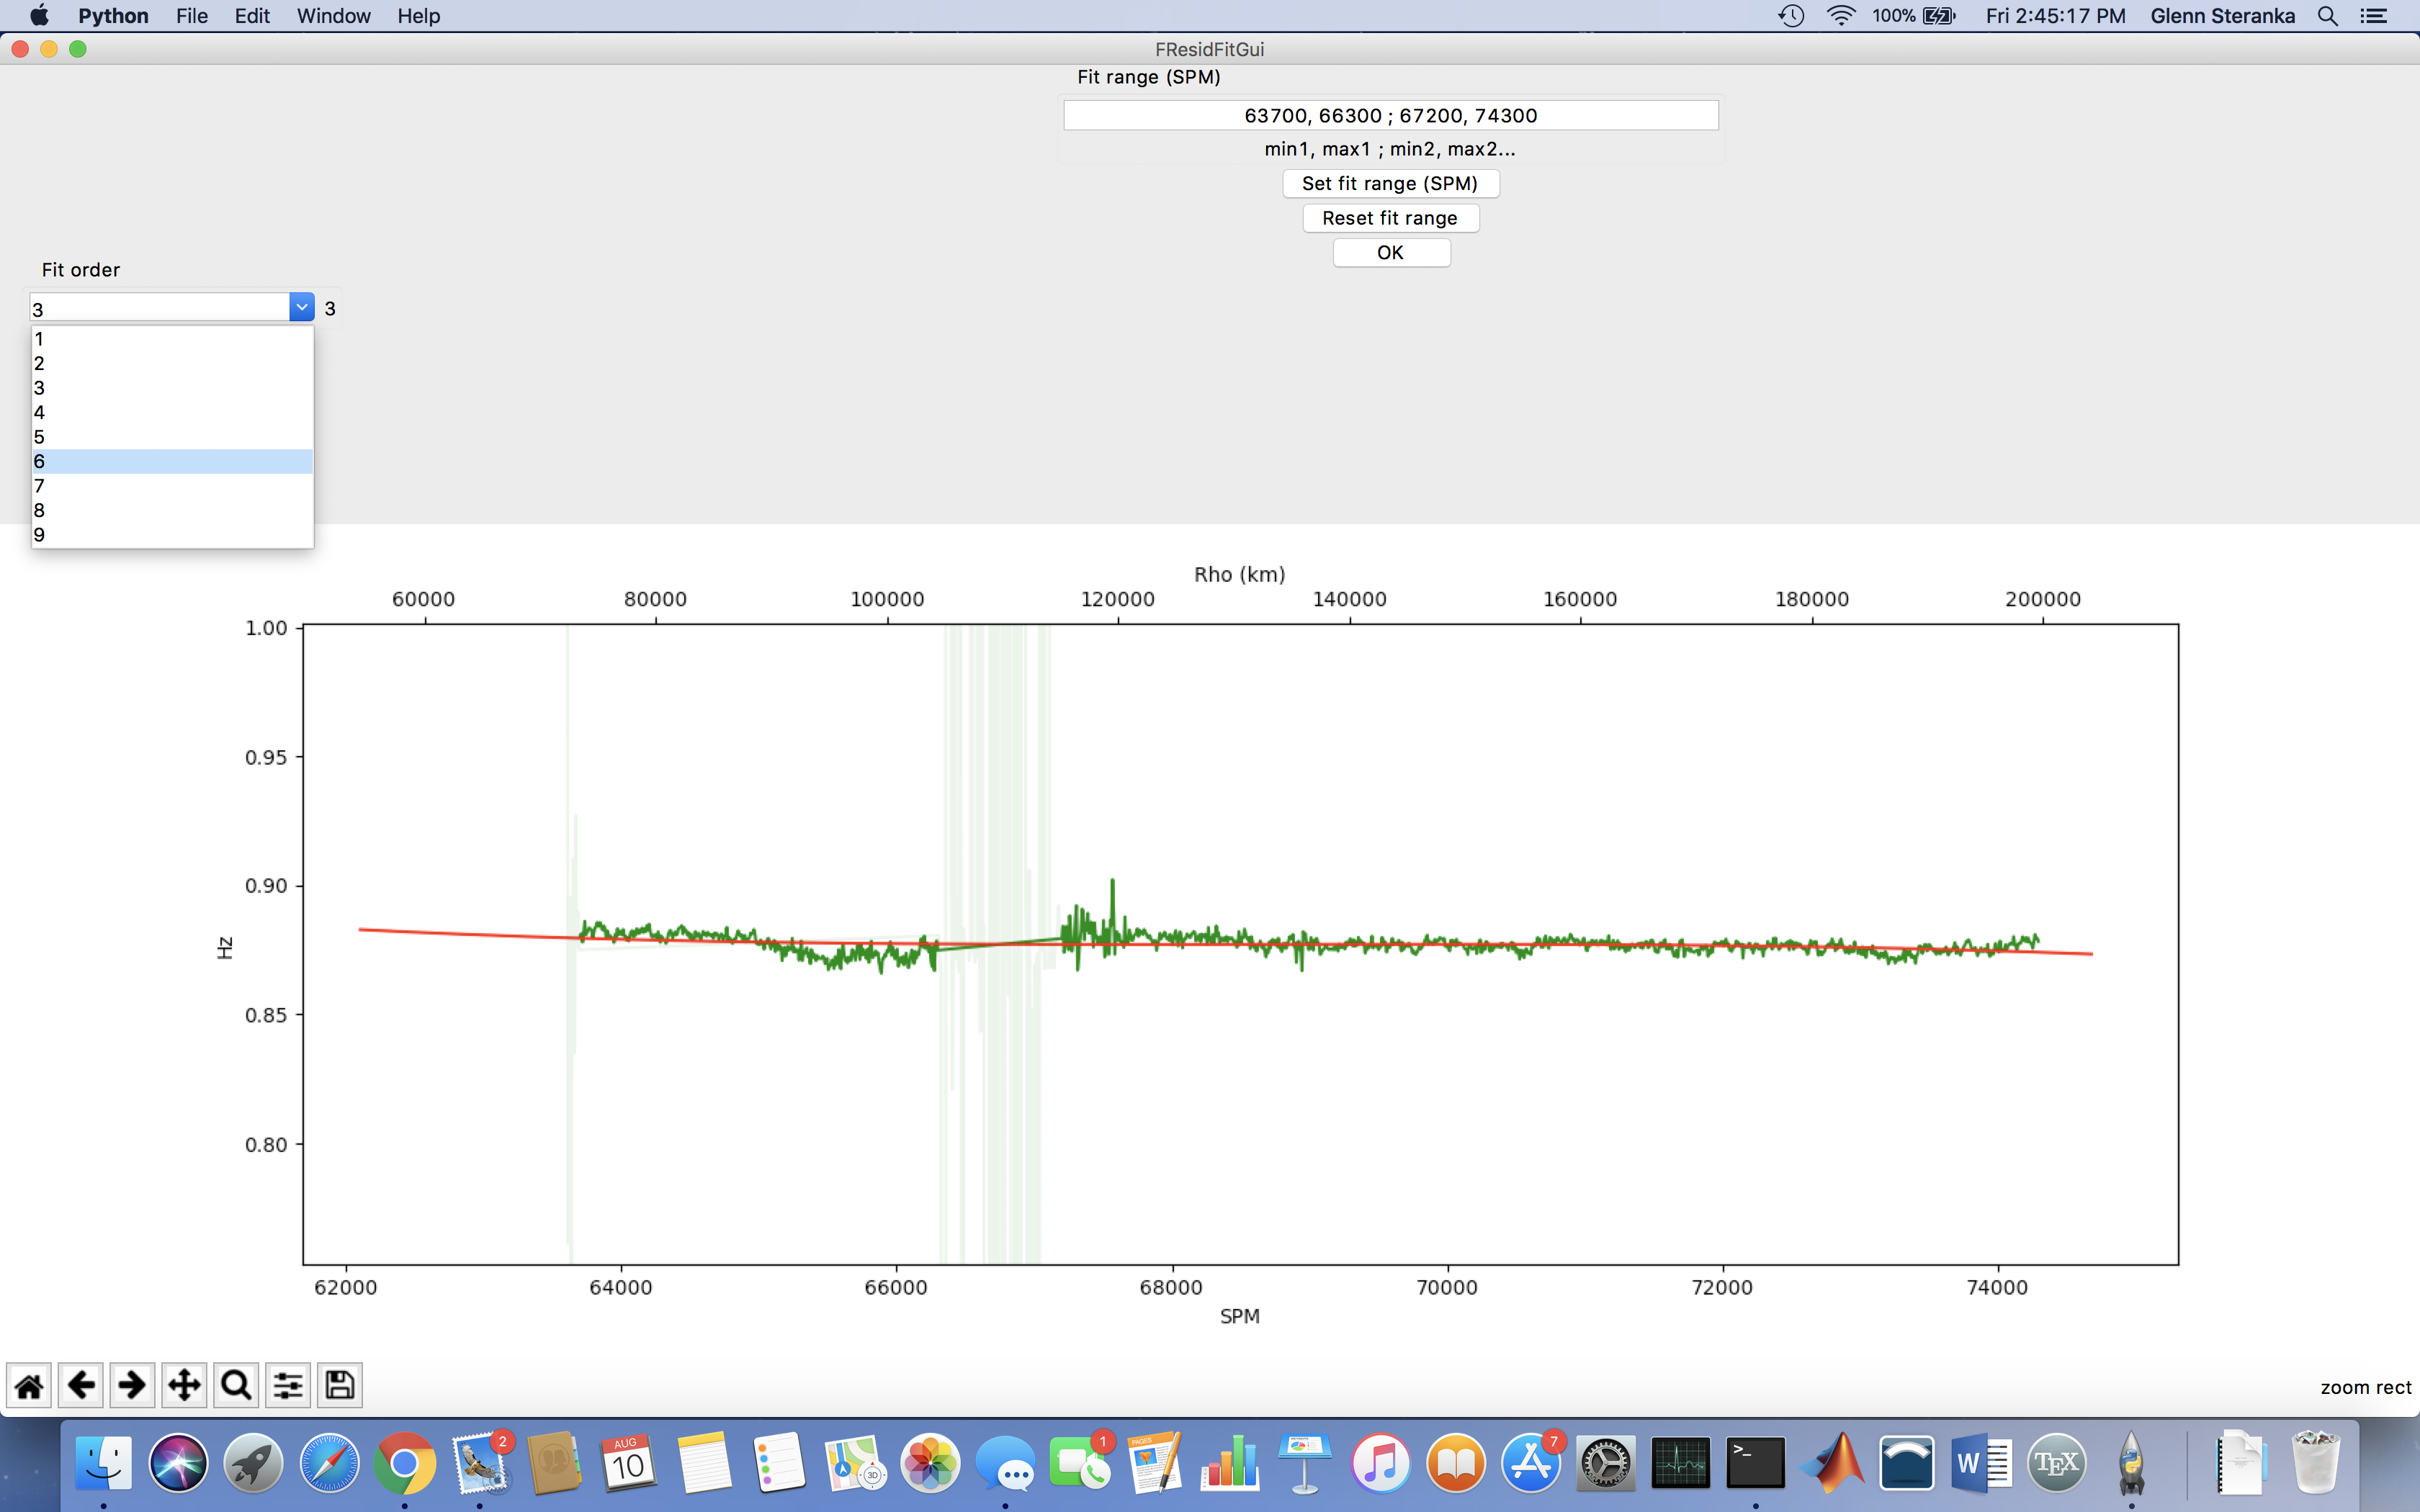 Python File Edit Window Help 100% Fri 2:45:17 PM Glenn Steranka
FResidFitGui
Fit range (SPM)
63700, 66300 ; 67200, 74300
min1, max1 ; min2, max2...
Set fit range (SPM)
Reset fit range
OK
Fit order
3 3
1
2
3
4
5
6
7
8
9
Rho (km)
60000 80000 100000 120000 140000 160000 180000 200000
1.00
0.95
0.90
Hz
0.85
0.80
62000 64000 66000 68000 70000 72000 74000
SPM
zoom rect
2 AUG 10 3D 1 PAGES 7 >_ W TEX